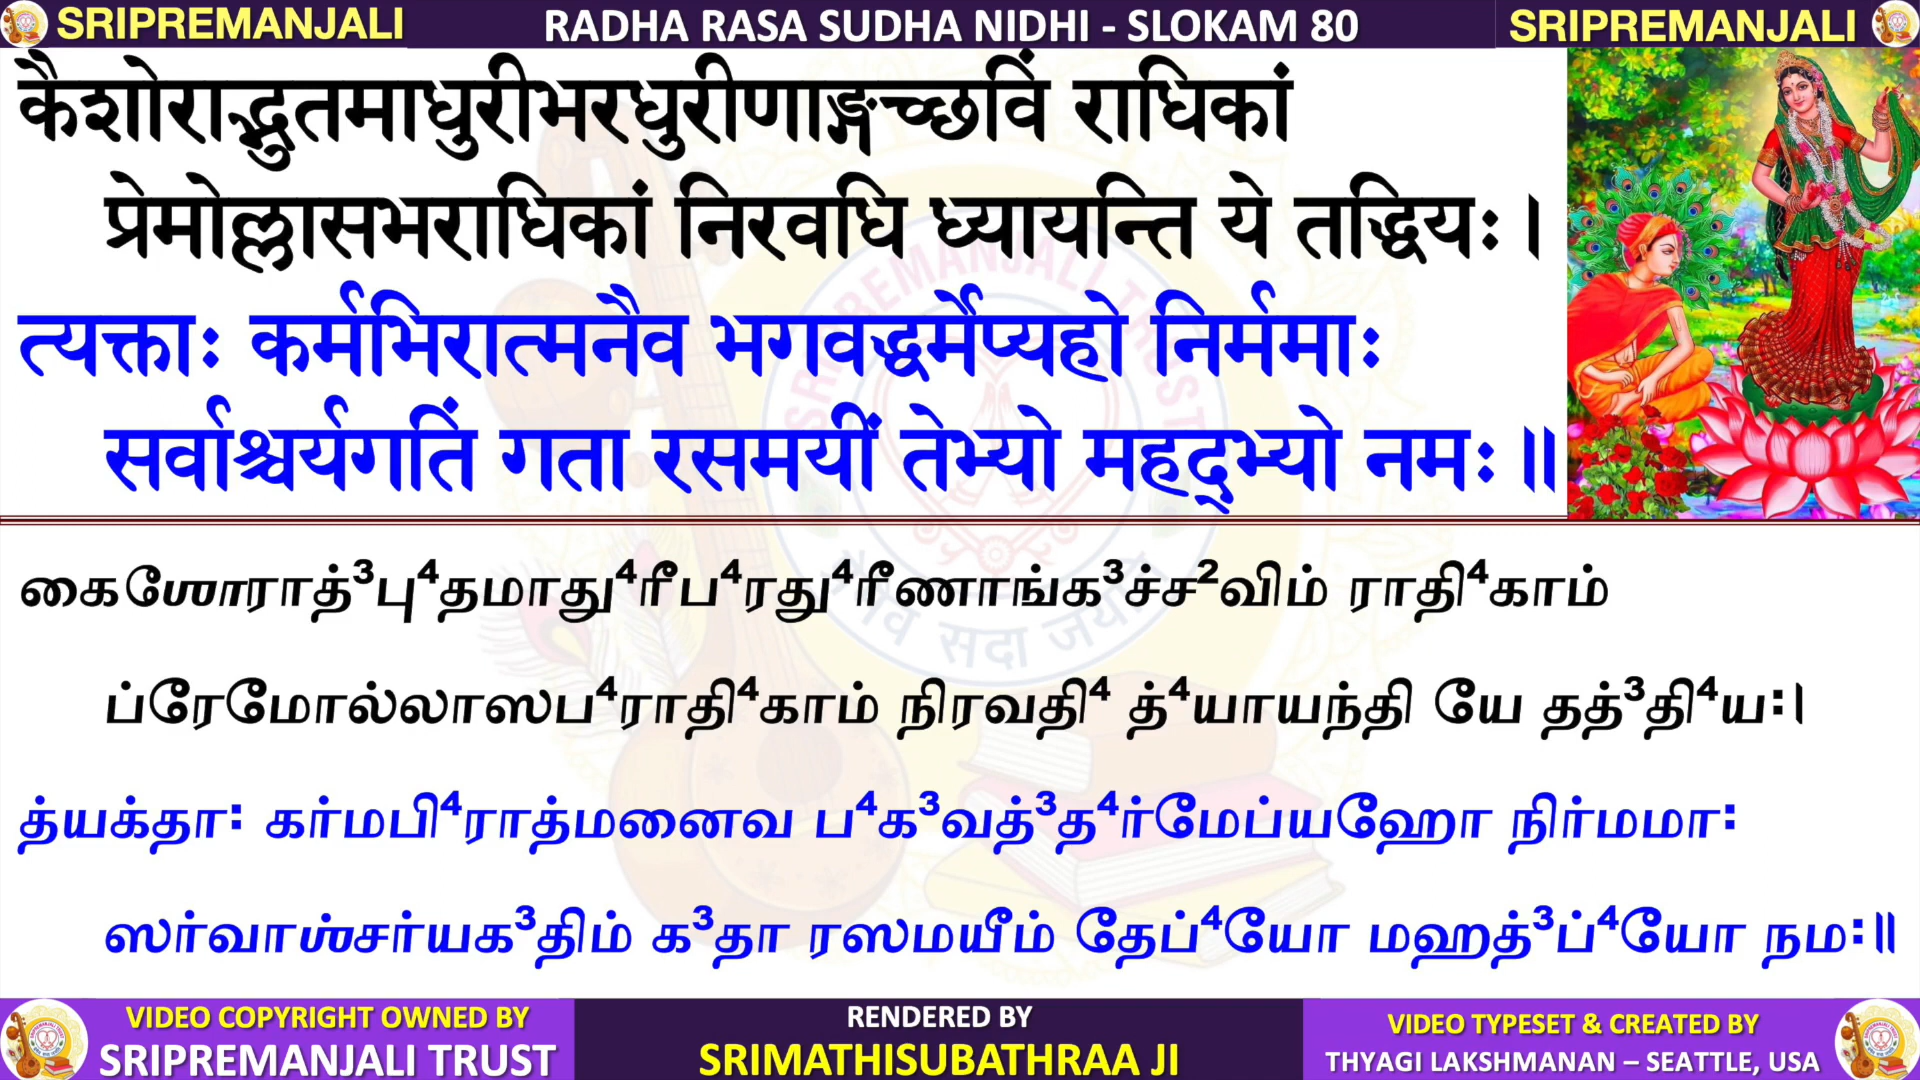 SRIPREMANJALI
RADHA RASA SUDHA NIDHI - SLOKAM 80
SRIPREMANJALI
कैशोराद्भुतमाधुरीभरधुरीणाङ्गच्छविं राधिकां
प्रेमोल्लासभराधिकां निरवधि ध्यायन्ति ये तद्धियः।
त्यक्ताः कर्मभिरात्मनैव भगवद्धर्मेप्यहो निर्ममाः
सर्वाश्चर्यगतिं गता रसमयीं तेभ्यो महद्भ्यो नमः॥
கைஶோராத்³பு⁴தமாது⁴ரீப⁴ரது⁴ரீணாங்க³ச்ச²விம் ராதி⁴காம்
ப்ரேமோல்லாஸப⁴ராதி⁴காம் நிரவதி⁴ த்⁴யாயந்தி யே தத்³தி⁴ய꞉।
த்யக்தா꞉ கர்மபி⁴ராத்மனைவ ப⁴க³வத்³த⁴ர்மேப்யஹோ நிர்மமா꞉
ஸர்வாஶ்சர்யக³திம் க³தா ரஸமயீம் தேப்⁴யோ மஹத்³ப்⁴யோ நம꞉॥
VIDEO COPYRIGHT OWNED BY
SRIPREMANJALI TRUST
RENDERED BY
SRIMATHISUBATHRAA JI
VIDEO TYPESET & CREATED BY
THYAGI LAKSHMANAN – SEATTLE, USA